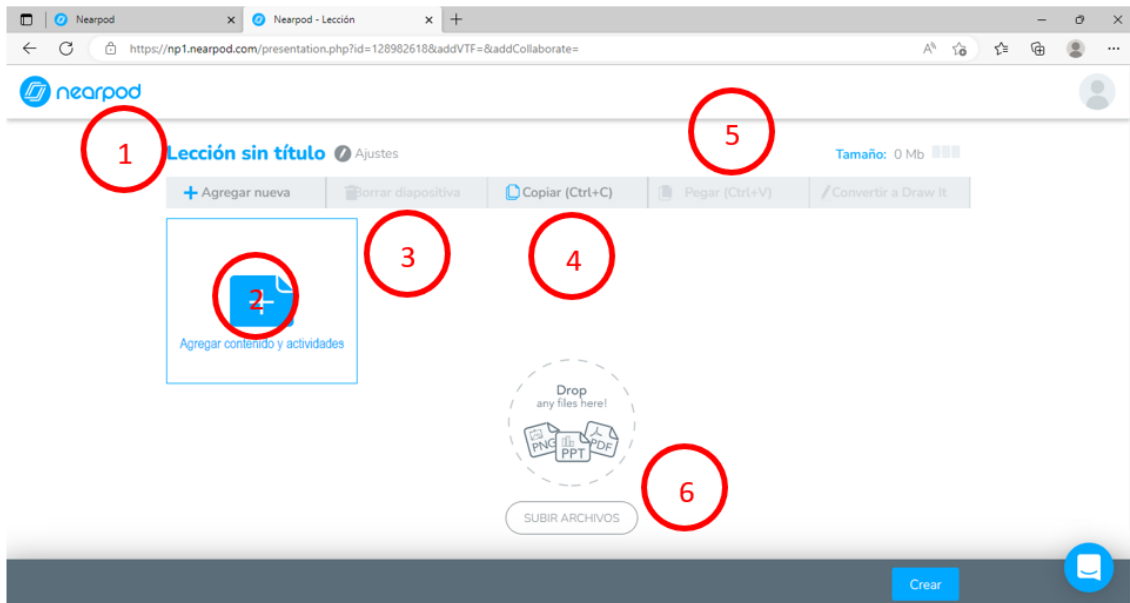 Nearpod
Nearpod - Lección
https://np1.nearpod.com/presentation.php?id=128982618&addVTF=&addCollaborate=
nearpod
1
5
Lección sin título Ajustes
Tamaño: 0 Mb
Agregar nueva
Borrar diapositiva
Copiar (Ctrl+C)
Pegar (Ctrl+V)
Convertir a Draw It
3
4
2
Agregar contenido y actividades
Drop
any files here!
PNG
PPT
PDF
6
SUBIR ARCHIVOS
Crear